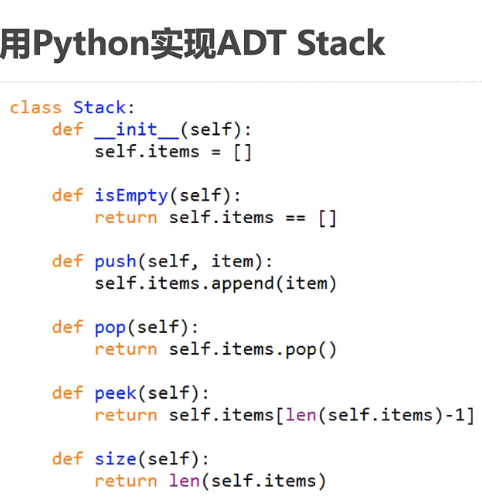 用Python实现ADT Stack
class Stack:
    def __init__(self):
        self.items = []
    def isEmpty(self):
        return self.items == []
    def push(self, item):
        self.items.append(item)
    def pop(self):
        return self.items.pop()
    def peek(self):
        return self.items[len(self.items)-1]
    def size(self):
        return len(self.items)